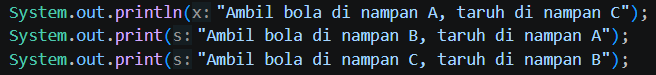 System.out.println(x: "Ambil bola di nampan A, taruh di nampan C");
System.out.print(s: "Ambil bola di nampan B, taruh di nampan A");
System.out.print(s: "Ambil bola di nampan C, taruh di nampan B");